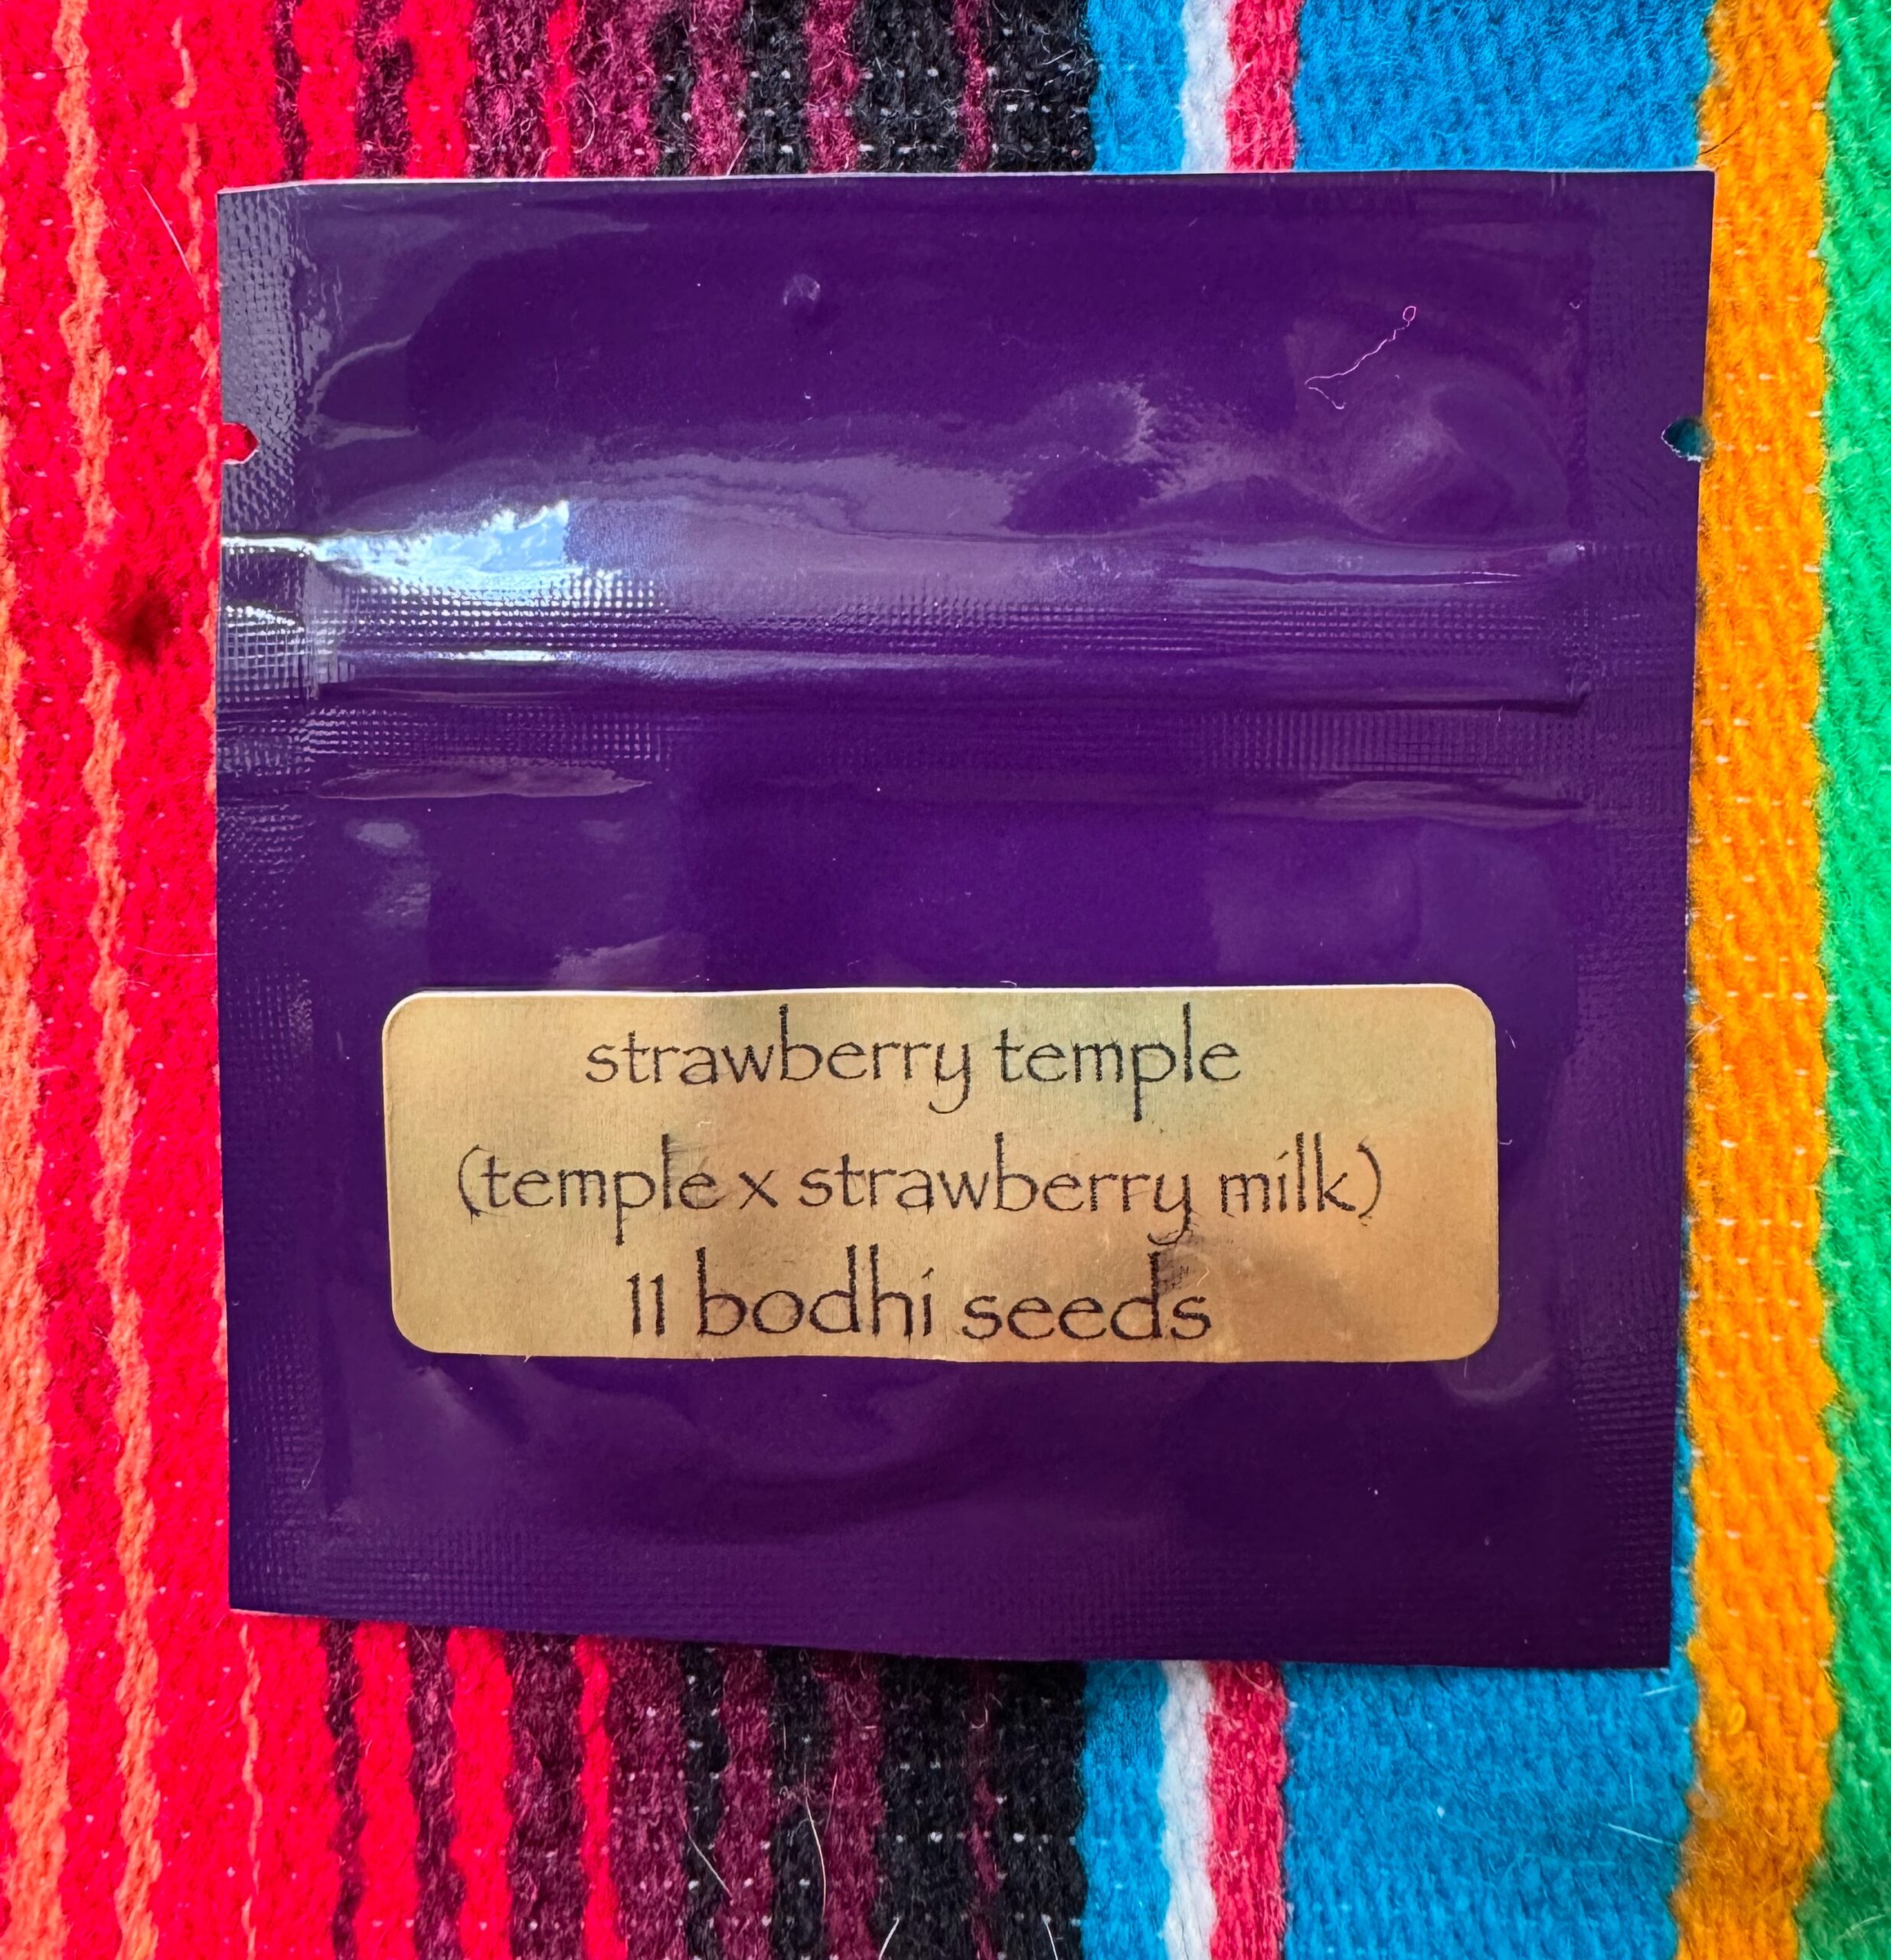 strawberry temple
(temple x strawberry milk)
11 bodhi seeds